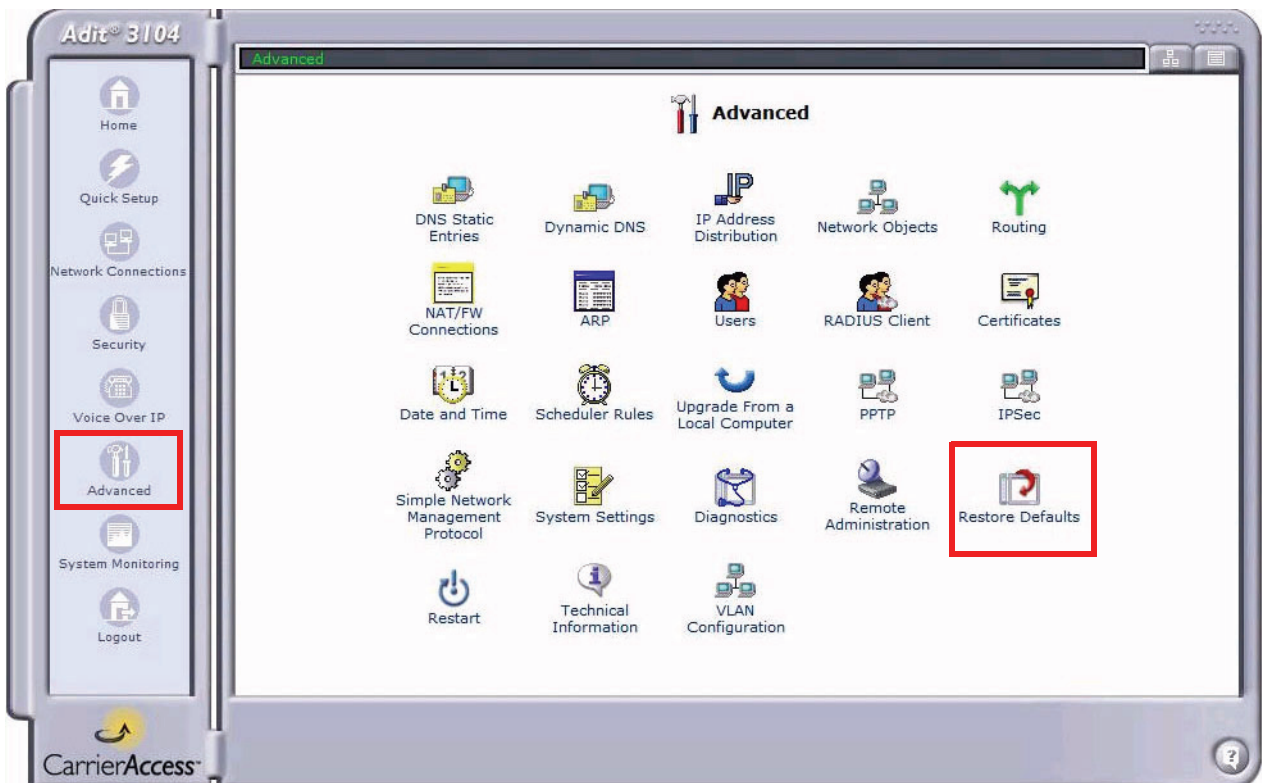 Adit® 3104
Advanced
Home
Quick Setup
Network Connections
Security
Voice Over IP
Advanced
System Monitoring
Logout
CarrierAccess™
Advanced
DNS Static
Entries
Dynamic DNS
IP Address
Distribution
Network Objects
Routing
NAT/FW
Connections
ARP
Users
RADIUS Client
Certificates
Date and Time
Scheduler Rules
Upgrade From a
Local Computer
PPTP
IPSec
Simple Network
Management
Protocol
System Settings
Diagnostics
Remote
Administration
Restore Defaults
Restart
Technical
Information
VLAN
Configuration